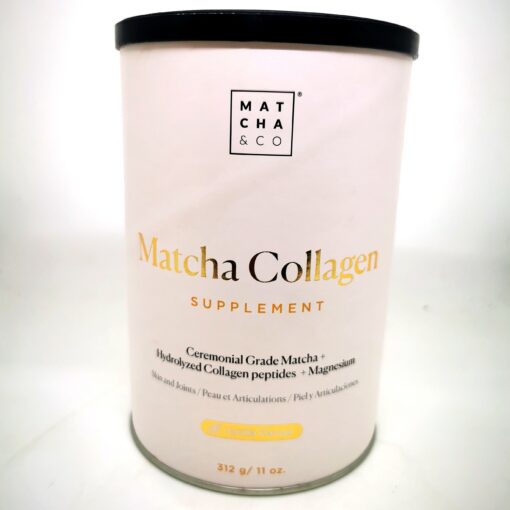 MAT
CHA
& CO
®
Matcha Collagen
SUPPLEMENT
Ceremonial Grade Matcha +
Hydrolyzed Collagen peptides + Magnesium
Skin and Joints / Peau et Articulations / Piel y Articulaciones
312 g/ 11 oz.